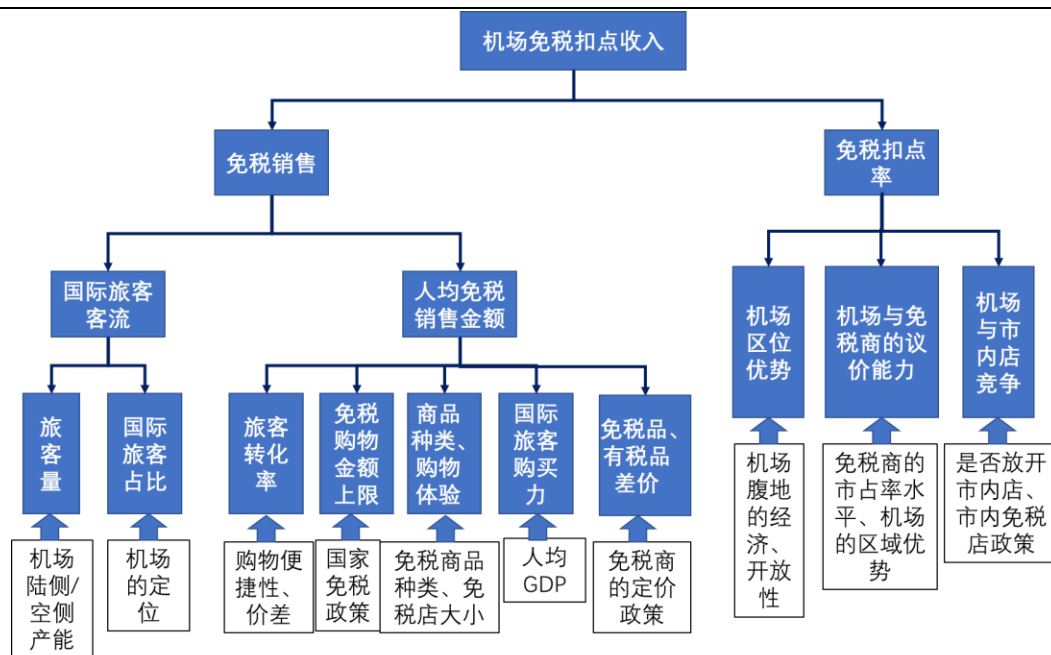 机场免税扣点收入
免税销售
免税扣点
率
国际旅客
客流
人均免税
销售金额
机场
区位
优势
机场与免
税商的议
价能力
机场
与市
内店
竞争
旅
客
量
国际
旅客
占比
旅客
转化
率
免税
购物
金额
上限
商品
种类、
购物
体验
国际
旅客
购买
力
免税品、
有税品
差价
机场
陆侧/
空侧
产能
机场
的定
位
购物便
捷性、
价差
国家
免税
政策
免税商品
种类、免
税店大小
人均
GDP
免税商
的定价
政策
机场
腹地
的经
济、
开放
性
免税商的
市占率水
平、机场
的区域优
势
是否放开
市内店、
市内免税
店政策